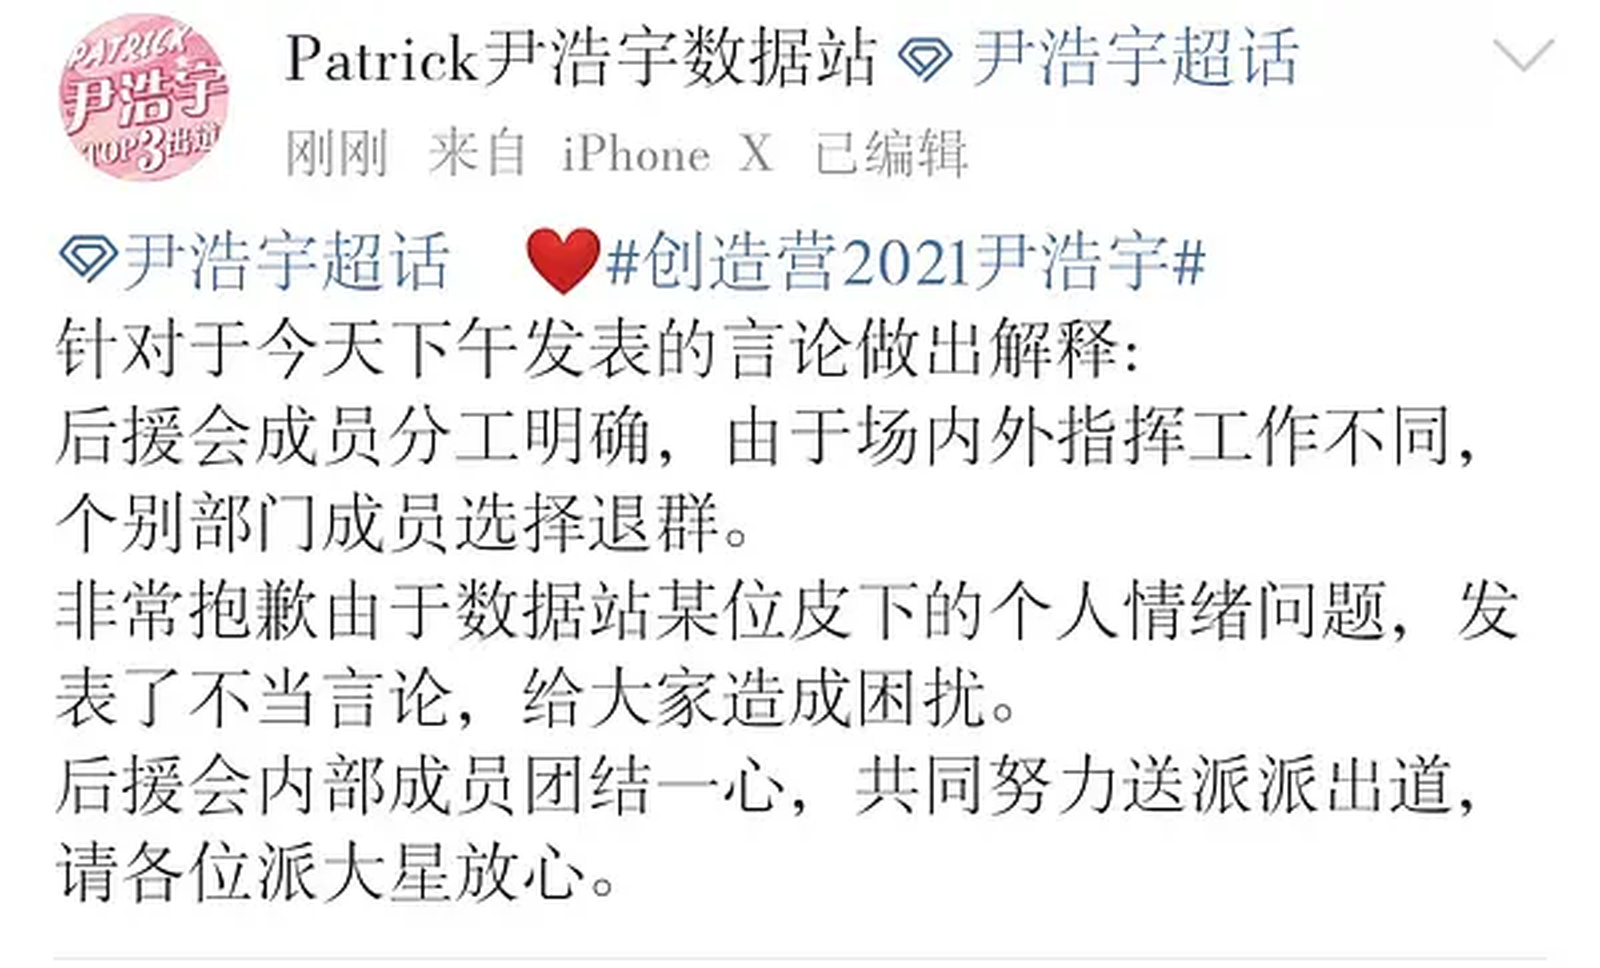 PATRICK
尹浩宇
TOP3出道
Patrick尹浩宇数据站 尹浩宇超话
刚刚 来自 iPhone X 已编辑
尹浩宇超话 ❤️#创造营2021尹浩宇#
针对于今天下午发表的言论做出解释:
后援会成员分工明确，由于场内外指挥工作不同，
个别部门成员选择退群。
非常抱歉由于数据站某位皮下的个人情绪问题，发
表了不当言论，给大家造成困扰。
后援会内部成员团结一心，共同努力送派派出道，
请各位派大星放心。